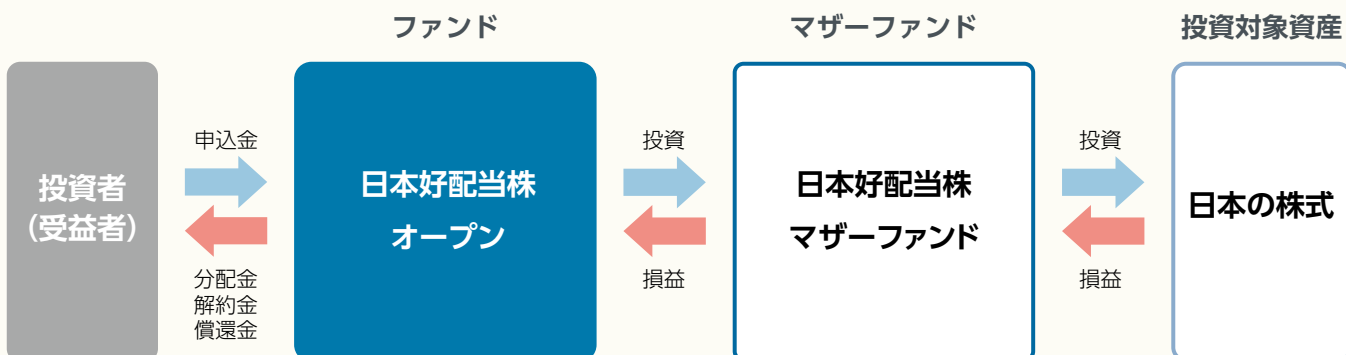 ファンド
マザーファンド
投資対象資産
投資者
(受益者)
申込金
分配金
解約金
償還金
日本好配当株
オープン
投資
損益
日本好配当株
マザーファンド
投資
損益
日本の株式